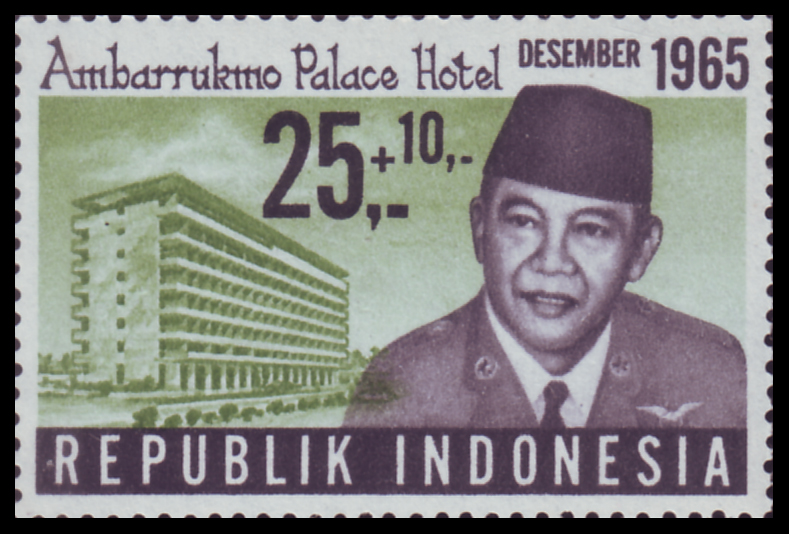 Ambarrukmo Palace Hotel DESEMBER 1965
25,- +10,-
REPUBLIK INDONESIA